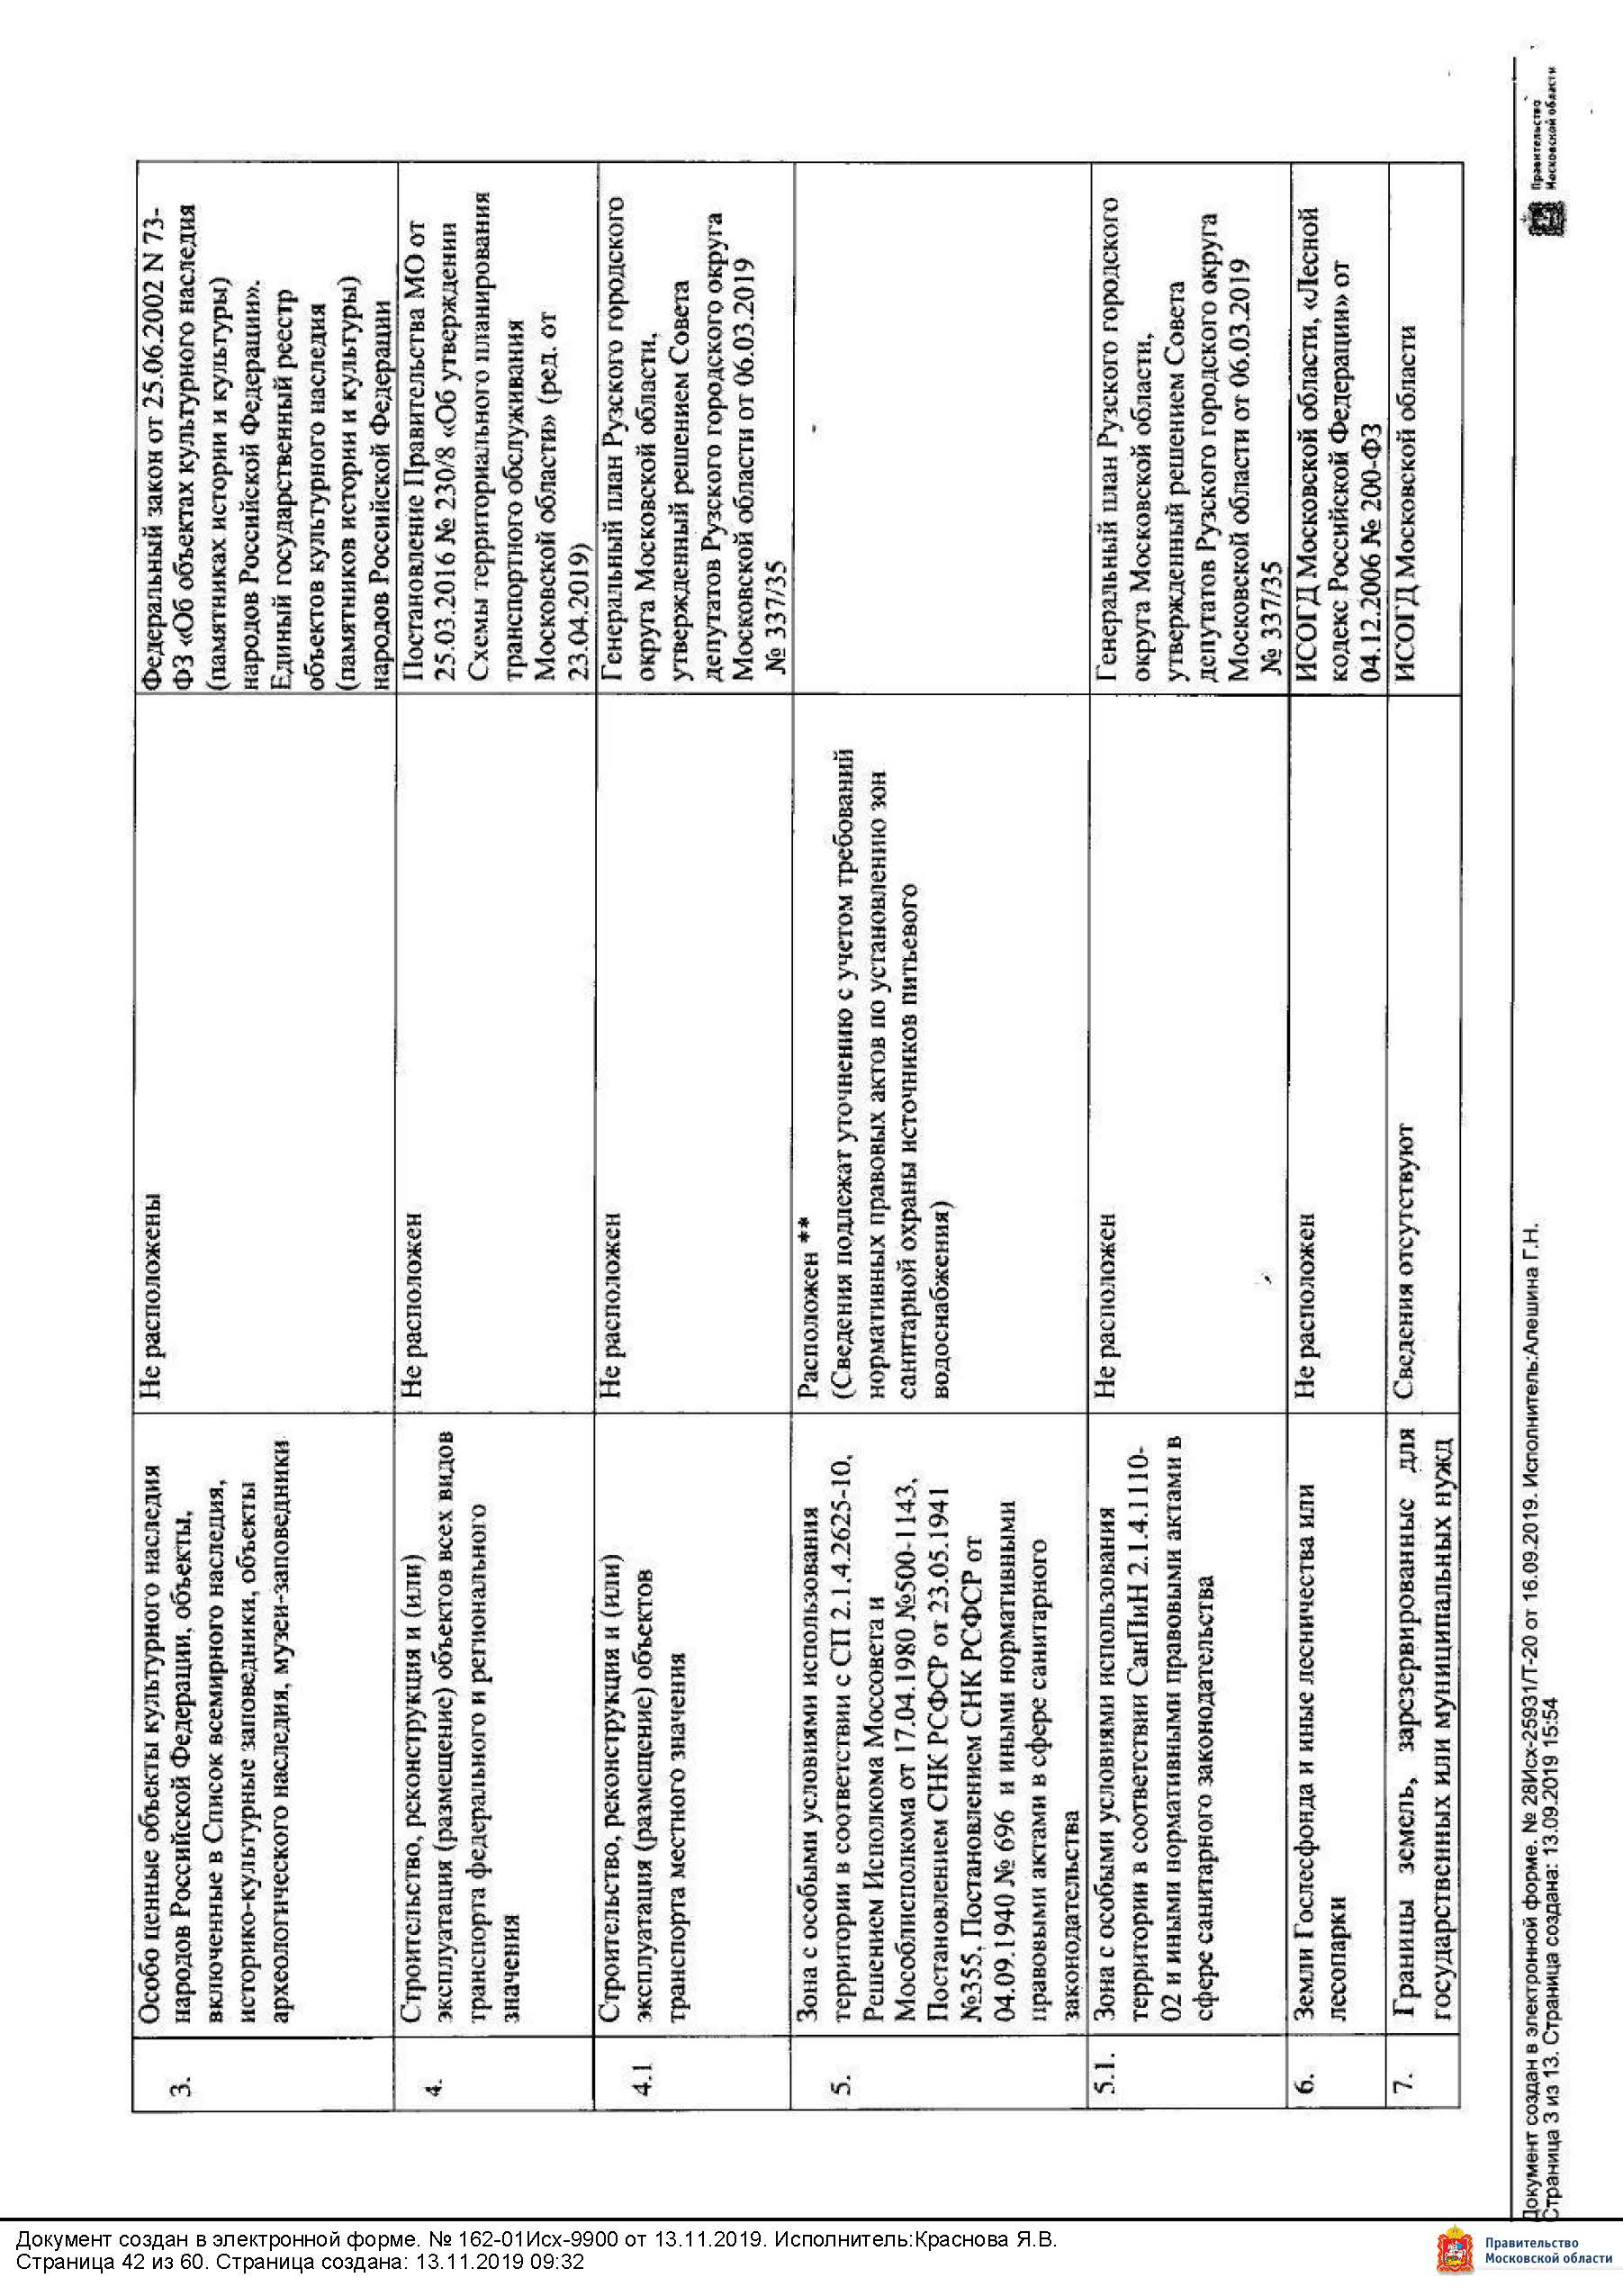 3.
Особо ценные объекты культурного наследия
народов Российской Федерации, объекты,
включенные в Список всемирного наследия,
историко-культурные заповедники, объекты
археологического наследия, музеи-заповедники
Не расположены
Федеральный закон от 25.06.2002 N 73-
ФЗ «Об объектах культурного наследия
(памятниках истории и культуры)
народов Российской Федерации».
Единый государственный реестр
объектов культурного наследия
(памятников истории и культуры)
народов Российской Федерации
4.
Строительство, реконструкция и (или)
эксплуатация (размещение) объектов всех видов
транспорта федерального и регионального
значения
Не расположен
Постановление Правительства МО от
25.03.2016 № 230/8 «Об утверждении
Схемы территориального планирования
транспортного обслуживания
Московской области» (ред. от
23.04.2019)
4.1
Строительство, реконструкция и (или)
эксплуатация (размещение) объектов
транспорта местного значения
Не расположен
Генеральный план Рузского городского
округа Московской области,
утвержденный решением Совета
депутатов Рузского городского округа
Московской области от 06.03.2019
№ 337/35
5.
Зона с особыми условиями использования
территории в соответствии с СП 2.1.4.2625-10,
Решением Исполкома Моссовета и
Мособлисполкома от 17.04.1980 №500-1143,
Постановлением СНК РСФСР от 23.05.1941
№355, Постановлением СНК РСФСР от
04.09.1940 № 696 и иными нормативными
правовыми актами в сфере санитарного
законодательства
Расположен **
(Сведения подлежат уточнению с учетом требований
нормативных правовых актов по установлению зон
санитарной охраны источников питьевого
водоснабжения)
5.1.
Зона с особыми условиями использования
территории в соответствии СанПиН 2.1.4.1110-
02 и иными нормативными правовыми актами в
сфере санитарного законодательства
Не расположен
Генеральный план Рузского городского
округа Московской области,
утвержденный решением Совета
депутатов Рузского городского округа
Московской области от 06.03.2019
№ 337/35
6.
Земли Гослесфонда и иные лесничества или
лесопарки
Не расположен
ИСОГД Московской области, «Лесной
кодекс Российской Федерации» от
04.12.2006 № 200-ФЗ
7.
Границы земель, зарезервированные для
государственных или муниципальных нужд
Сведения отсутствуют
ИСОГД Московской области
Документ создан в электронной форме. № 28Исх-25931/Т-20 от 16.09.2019. Исполнитель:Алешина Г.Н.
Страница 3 из 13. Страница создана: 13.09.2019 15:54
Правительство
Московской области
Документ создан в электронной форме. № 162-01Исх-9900 от 13.11.2019. Исполнитель:Краснова Я.В.
Страница 42 из 60. Страница создана: 13.11.2019 09:32
Правительство
Московской области